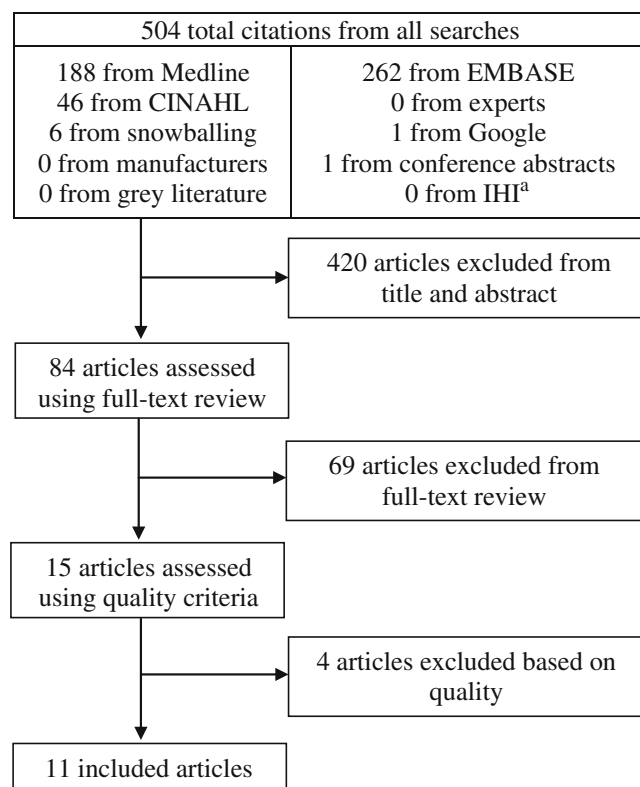 504 total citations from all searches
188 from Medline
46 from CINAHL
6 from snowballing
0 from manufacturers
0 from grey literature
262 from EMBASE
0 from experts
1 from Google
1 from conference abstracts
0 from IHIᵃ
420 articles excluded from
title and abstract
84 articles assessed
using full-text review
69 articles excluded from
full-text review
15 articles assessed
using quality criteria
4 articles excluded based on
quality
11 included articles